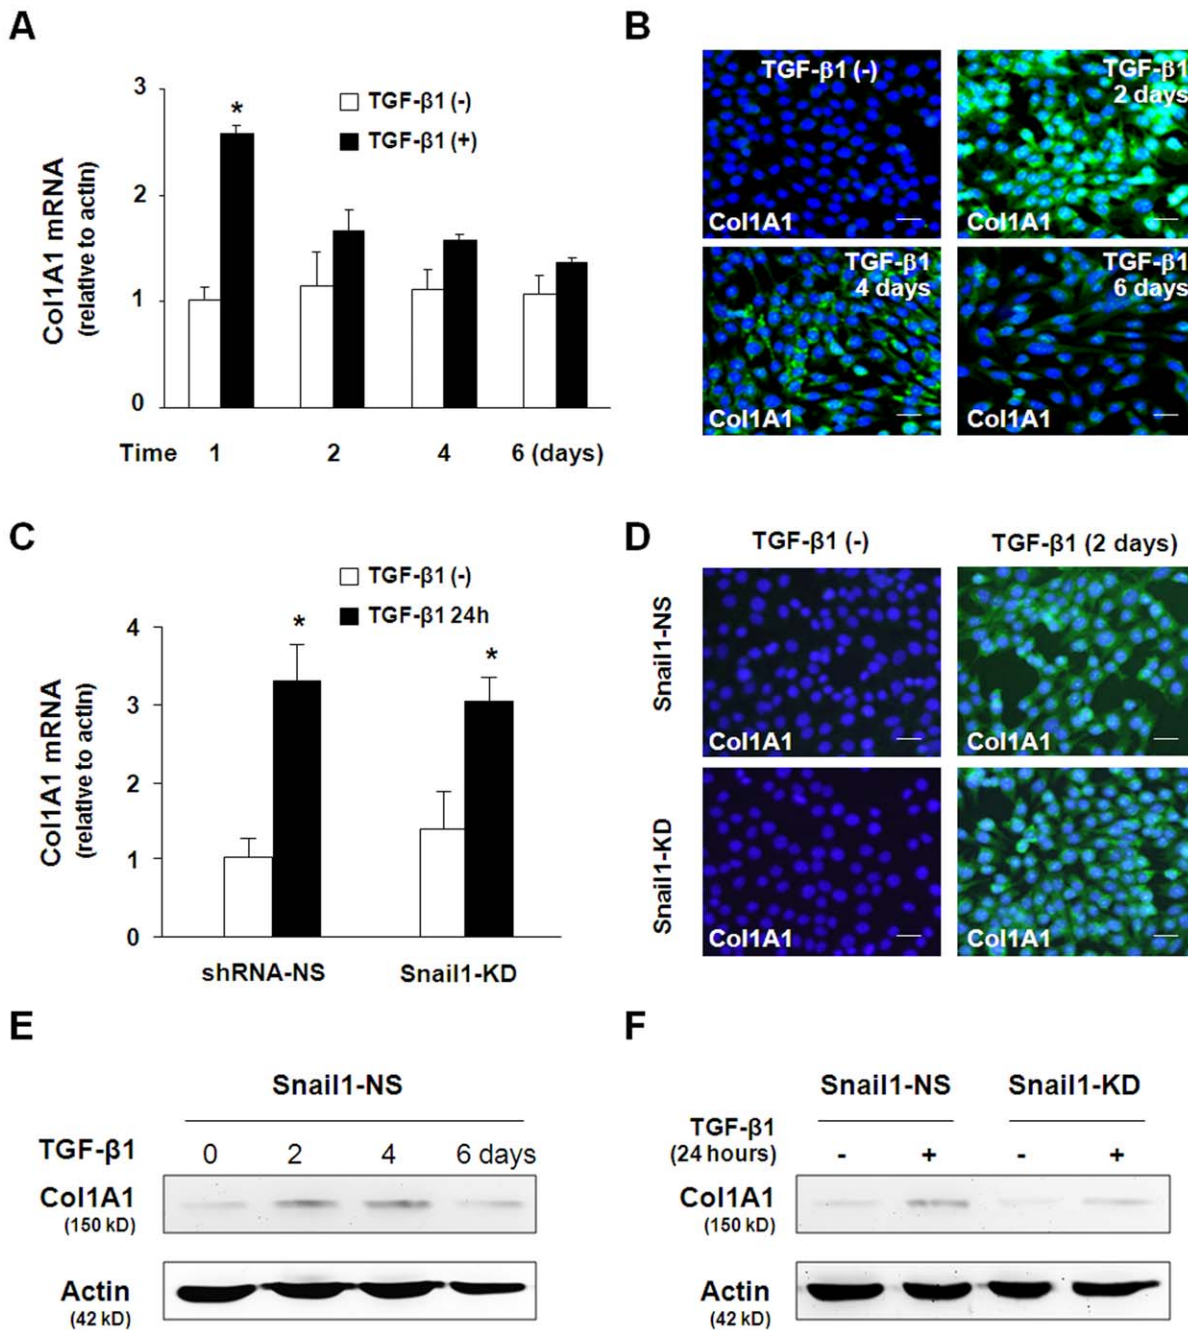 A
3
2
1
0
Col1A1 mRNA
(relative to actin)
TGF-β1 (-)
TGF-β1 (+)
*
Time 1 2 4 6 (days)
B
TGF-β1 (-)
Col1A1
TGF-β1
2 days
Col1A1
TGF-β1
4 days
Col1A1
TGF-β1
6 days
Col1A1
C
4
3
2
1
0
Col1A1 mRNA
(relative to actin)
TGF-β1 (-)
TGF-β1 24h
* *
shRNA-NS Snail1-KD
D
TGF-β1 (-) TGF-β1 (2 days)
Snail1-NS
Col1A1 Col1A1
Snail1-KD
Col1A1 Col1A1
E
Snail1-NS
TGF-β1 0 2 4 6 days
Col1A1
(150 kD)
Actin
(42 kD)
F
Snail1-NS Snail1-KD
TGF-β1
(24 hours) - + - +
Col1A1
(150 kD)
Actin
(42 kD)